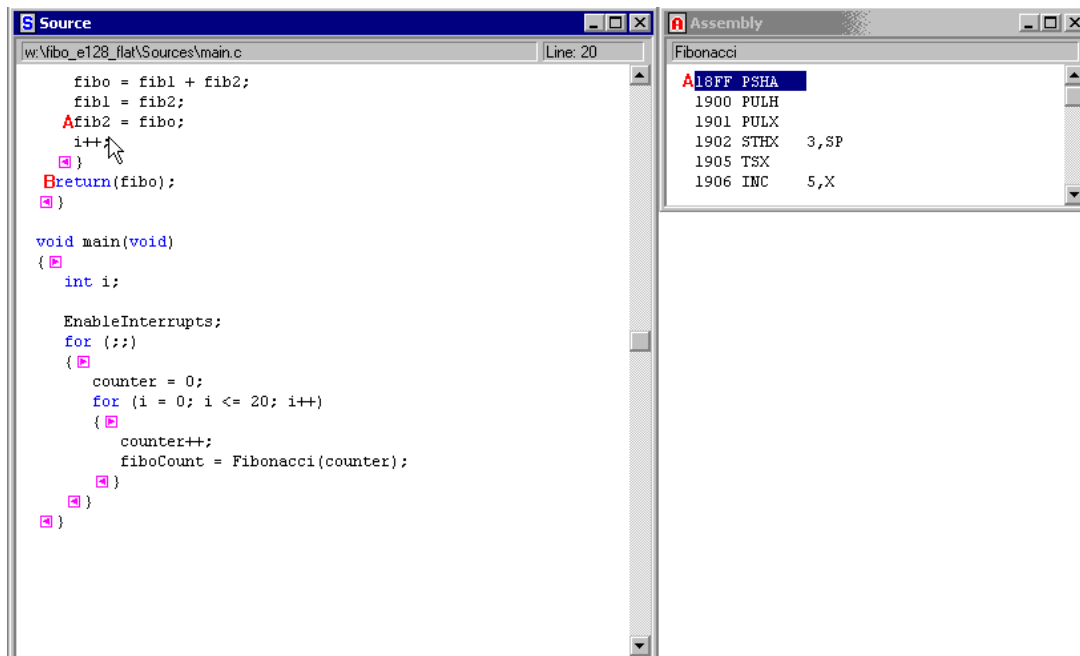 S Source
w:\fibo_e128_flat\Sources\main.c Line: 20
fibo = fib1 + fib2;
fib1 = fib2;
Afib2 = fibo;
i++;
}
Breturn(fibo);
}
void main(void)
{
int i;
EnableInterrupts;
for (;;)
{
counter = 0;
for (i = 0; i <= 20; i++)
{
counter++;
fiboCount = Fibonacci(counter);
}
}
}
A Assembly
Fibonacci
A18FF PSHA
1900 PULH
1901 PULX
1902 STHX 3,SP
1905 TSX
1906 INC 5,X